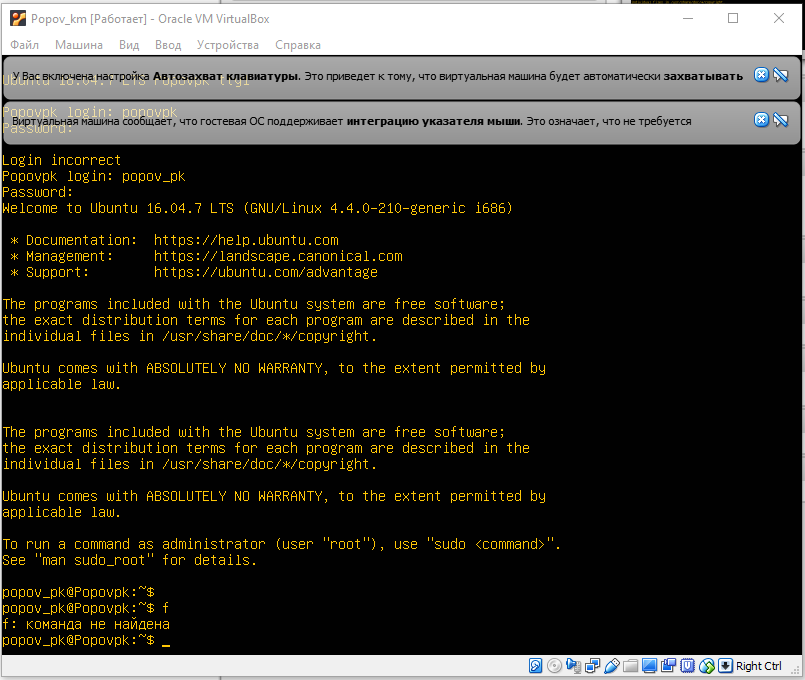 Popov_km [Работает] - Oracle VM VirtualBox
Файл Машина Вид Ввод Устройства Справка
У Вас включена настройка Автозахват клавиатуры. Это приведет к тому, что виртуальная машина будет автоматически захватывать
Ubuntu 16.04.7 LTS Popovpk tty1
Popovpk login: popovpk
Виртуальная машина сообщает, что гостевая ОС поддерживает интеграцию указателя мыши. Это означает, что не требуется
Password:
Login incorrect
Popovpk login: popov_pk
Password:
Welcome to Ubuntu 16.04.7 LTS (GNU/Linux 4.4.0-210-generic i686)
* Documentation: https://help.ubuntu.com
* Management: https://landscape.canonical.com
* Support: https://ubuntu.com/advantage
The programs included with the Ubuntu system are free software;
the exact distribution terms for each program are described in the
individual files in /usr/share/doc/*/copyright.
Ubuntu comes with ABSOLUTELY NO WARRANTY, to the extent permitted by
applicable law.
The programs included with the Ubuntu system are free software;
the exact distribution terms for each program are described in the
individual files in /usr/share/doc/*/copyright.
Ubuntu comes with ABSOLUTELY NO WARRANTY, to the extent permitted by
applicable law.
To run a command as administrator (user "root"), use "sudo <command>".
See "man sudo_root" for details.
popov_pk@Popovpk:~$
popov_pk@Popovpk:~$ f
f: команда не найдена
popov_pk@Popovpk:~$ _
Right Ctrl